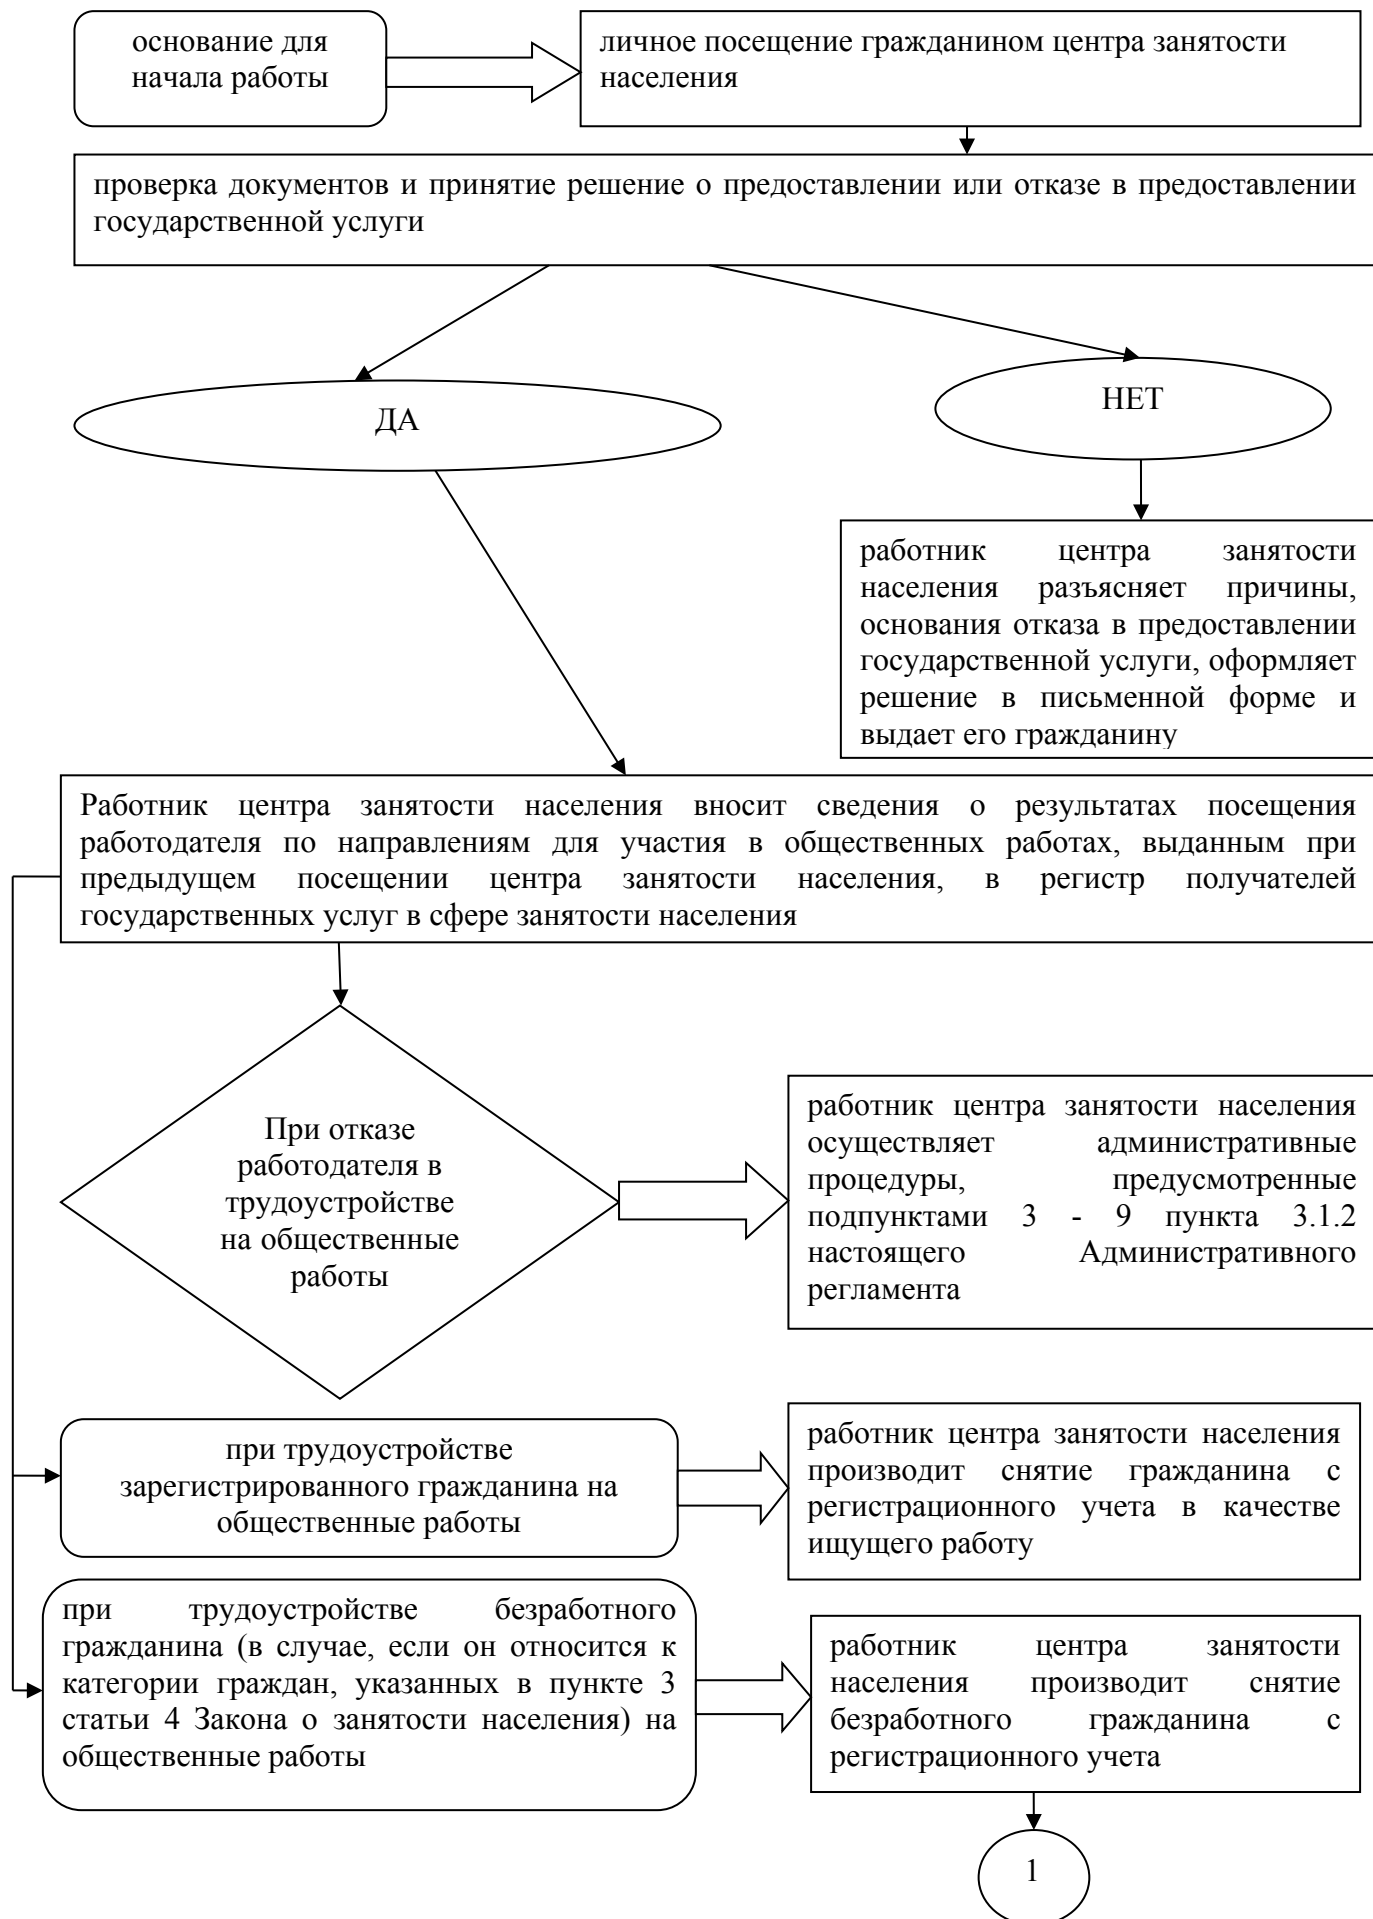 основание для
начала работы
личное посещение гражданином центра занятости
населения
проверка документов и принятие решение о предоставлении или отказе в предоставлении
государственной услуги
ДА
НЕТ
работник центра занятости
населения разъясняет причины,
основания отказа в предоставлении
государственной услуги, оформляет
решение в письменной форме и
выдает его гражданину
Работник центра занятости населения вносит сведения о результатах посещения
работодателя по направлениям для участия в общественных работах, выданным при
предыдущем посещении центра занятости населения, в регистр получателей
государственных услуг в сфере занятости населения
При отказе
работодателя в
трудоустройстве
на общественные
работы
работник центра занятости населения
осуществляет административные
процедуры, предусмотренные
подпунктами 3 - 9 пункта 3.1.2
настоящего Административного
регламента
при трудоустройстве
зарегистрированного гражданина на
общественные работы
работник центра занятости населения
производит снятие гражданина с
регистрационного учета в качестве
ищущего работу
при трудоустройстве безработного
гражданина (в случае, если он относится к
категории граждан, указанных в пункте 3
статьи 4 Закона о занятости населения) на
общественные работы
работник центра занятости
населения производит снятие
безработного гражданина с
регистрационного учета
1